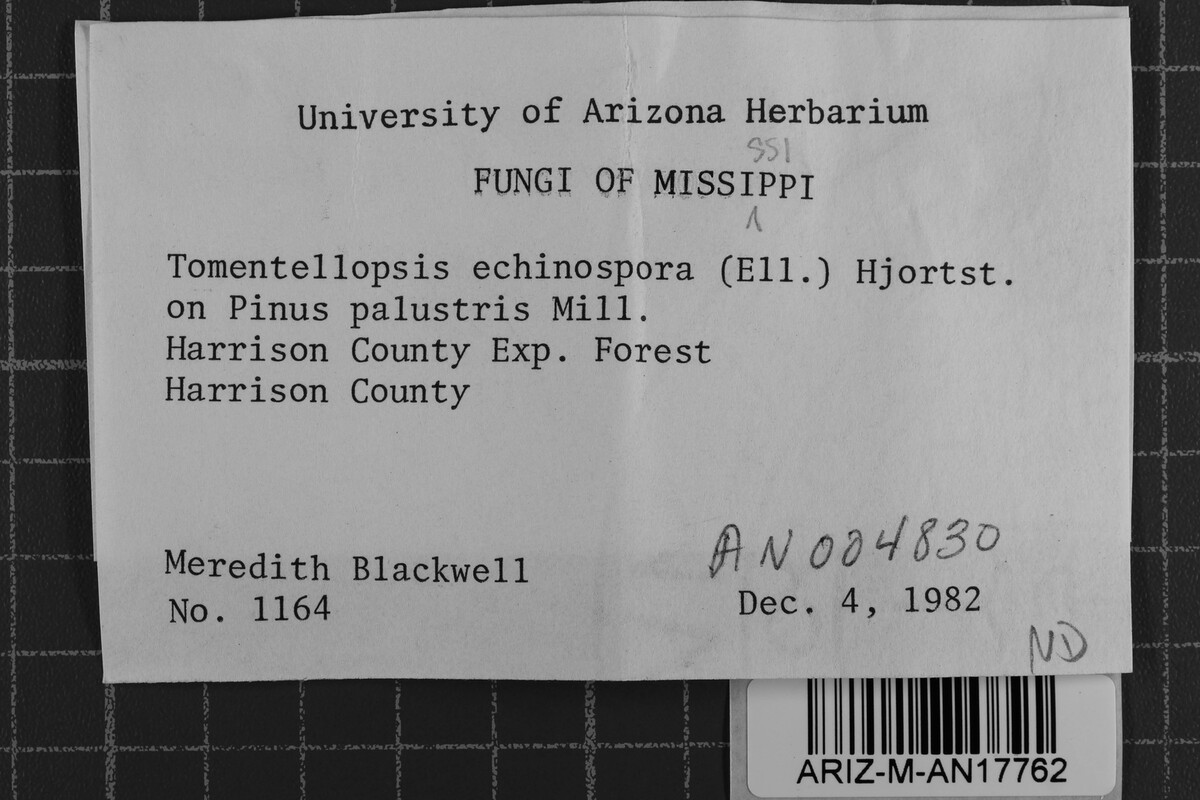 University of Arizona Herbarium
SSI
FUNGI OF MISSIPPI
Tomentellopsis echinospora (Ell.) Hjortst.
on Pinus palustris Mill.
Harrison County Exp. Forest
Harrison County
AN004830
Meredith Blackwell
No. 1164
Dec. 4, 1982
ND
ARIZ-M-AN17762